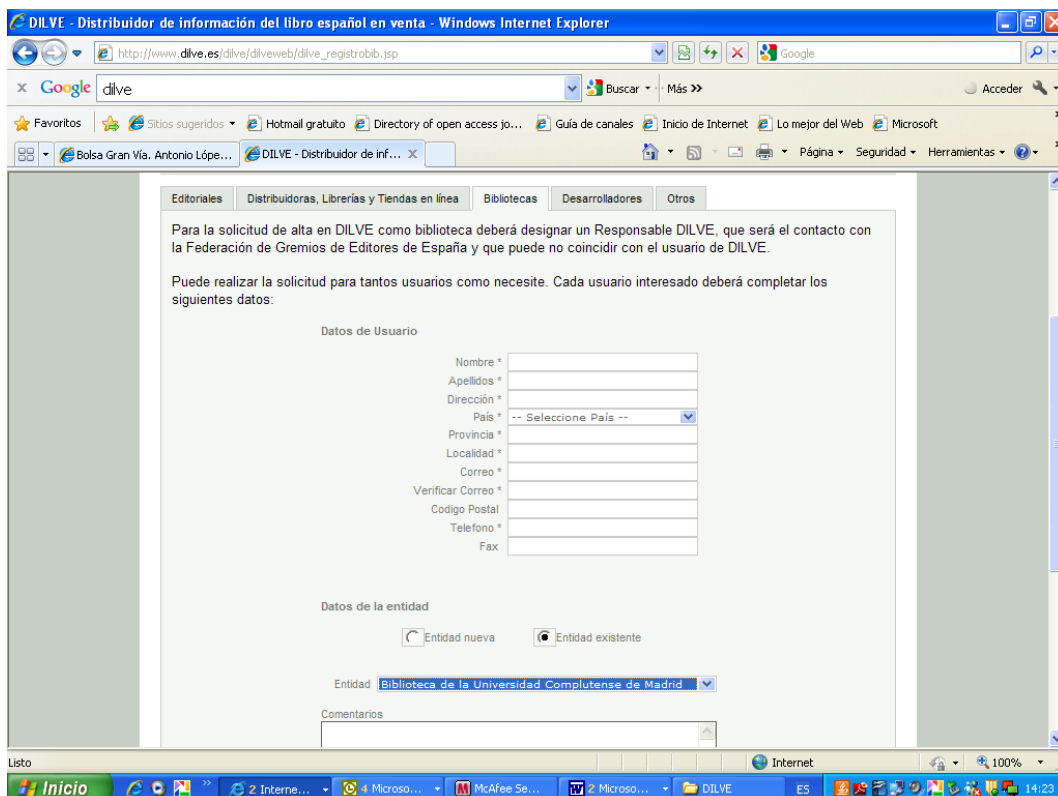 DILVE - Distribuidor de información del libro español en venta - Windows Internet Explorer
http://www.dilve.es/dilve/dilveweb/dilve_registrobib.jsp
Google
x Google dilve Buscar Más >> Acceder
Favoritos Sitios sugeridos Hotmail gratuito Directory of open access jo... Guía de canales Inicio de Internet Lo mejor del Web Microsoft
Bolsa Gran Vía. Antonio Lópe... DILVE - Distribuidor de inf... X Página Seguridad Herramientas
Editoriales Distribuidoras, Librerías y Tiendas en línea Bibliotecas Desarrolladores Otros
Para la solicitud de alta en DILVE como biblioteca deberá designar un Responsable DILVE, que será el contacto con
la Federación de Gremios de Editores de España y que puede no coincidir con el usuario de DILVE.
Puede realizar la solicitud para tantos usuarios como necesite. Cada usuario interesado deberá completar los
siguientes datos:
Datos de Usuario
Nombre *
Apellidos *
Dirección *
País * -- Seleccione País --
Provincia *
Localidad *
Correo *
Verificar Correo *
Codigo Postal
Telefono *
Fax
Datos de la entidad
Entidad nueva Entidad existente
Entidad Biblioteca de la Universidad Complutense de Madrid
Comentarios
Listo Internet 100%
Inicio 2 Interne... 4 Microso... McAfee Se... 2 Microso... DILVE ES 14:23